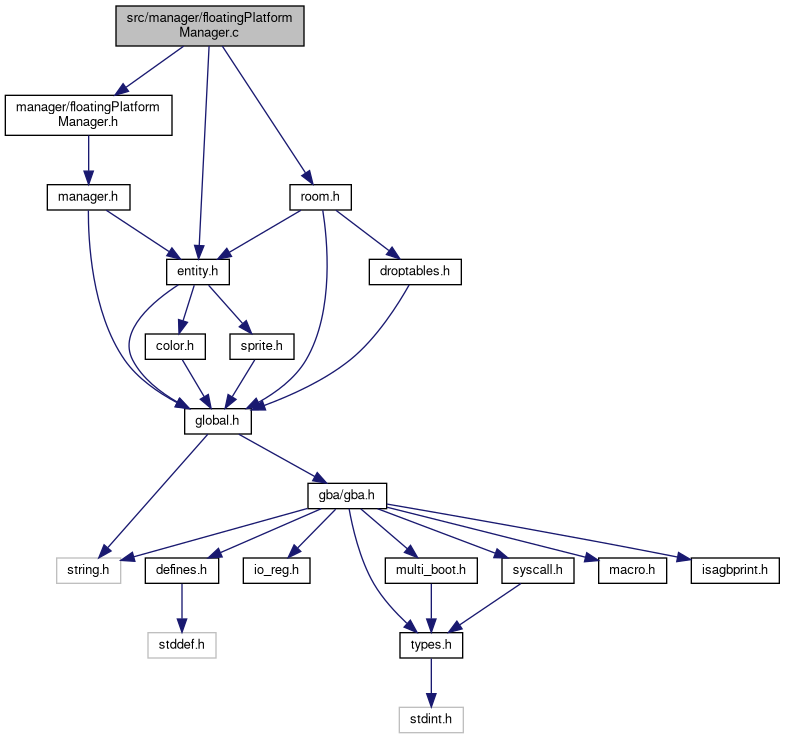 src/manager/floatingPlatform
Manager.c
manager/floatingPlatform
Manager.h
manager.h
room.h
entity.h
droptables.h
color.h
sprite.h
global.h
gba/gba.h
string.h
defines.h
io_reg.h
multi_boot.h
syscall.h
macro.h
isagbprint.h
stddef.h
types.h
stdint.h